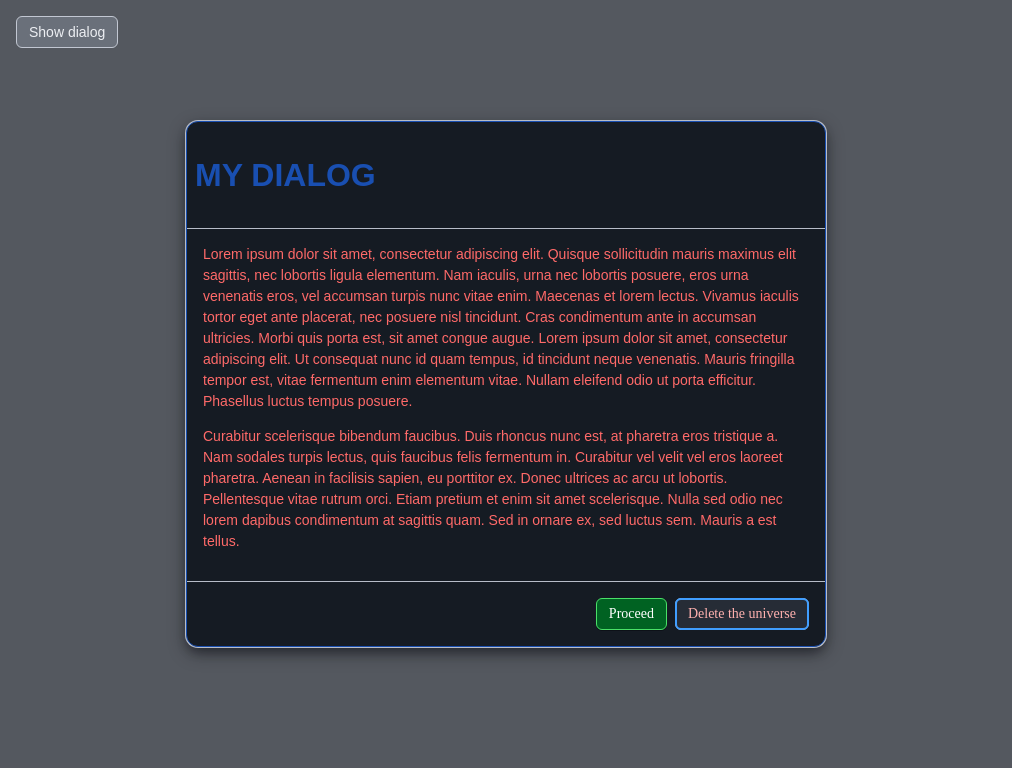 Show dialog
MY DIALOG
Lorem ipsum dolor sit amet, consectetur adipiscing elit. Quisque sollicitudin mauris maximus elit
sagittis, nec lobortis ligula elementum. Nam iaculis, urna nec lobortis posuere, eros urna
venenatis eros, vel accumsan turpis nunc vitae enim. Maecenas et lorem lectus. Vivamus iaculis
tortor eget ante placerat, nec posuere nisl tincidunt. Cras condimentum ante in accumsan
ultricies. Morbi quis porta est, sit amet congue augue. Lorem ipsum dolor sit amet, consectetur
adipiscing elit. Ut consequat nunc id quam tempus, id tincidunt neque venenatis. Mauris fringilla
tempor est, vitae fermentum enim elementum vitae. Nullam eleifend odio ut porta efficitur.
Phasellus luctus tempus posuere.
Curabitur scelerisque bibendum faucibus. Duis rhoncus nunc est, at pharetra eros tristique a.
Nam sodales turpis lectus, quis faucibus felis fermentum in. Curabitur vel velit vel eros laoreet
pharetra. Aenean in facilisis sapien, eu porttitor ex. Donec ultrices ac arcu ut lobortis.
Pellentesque vitae rutrum orci. Etiam pretium et enim sit amet scelerisque. Nulla sed odio nec
lorem dapibus condimentum at sagittis quam. Sed in ornare ex, sed luctus sem. Mauris a est
tellus.
Proceed
Delete the universe